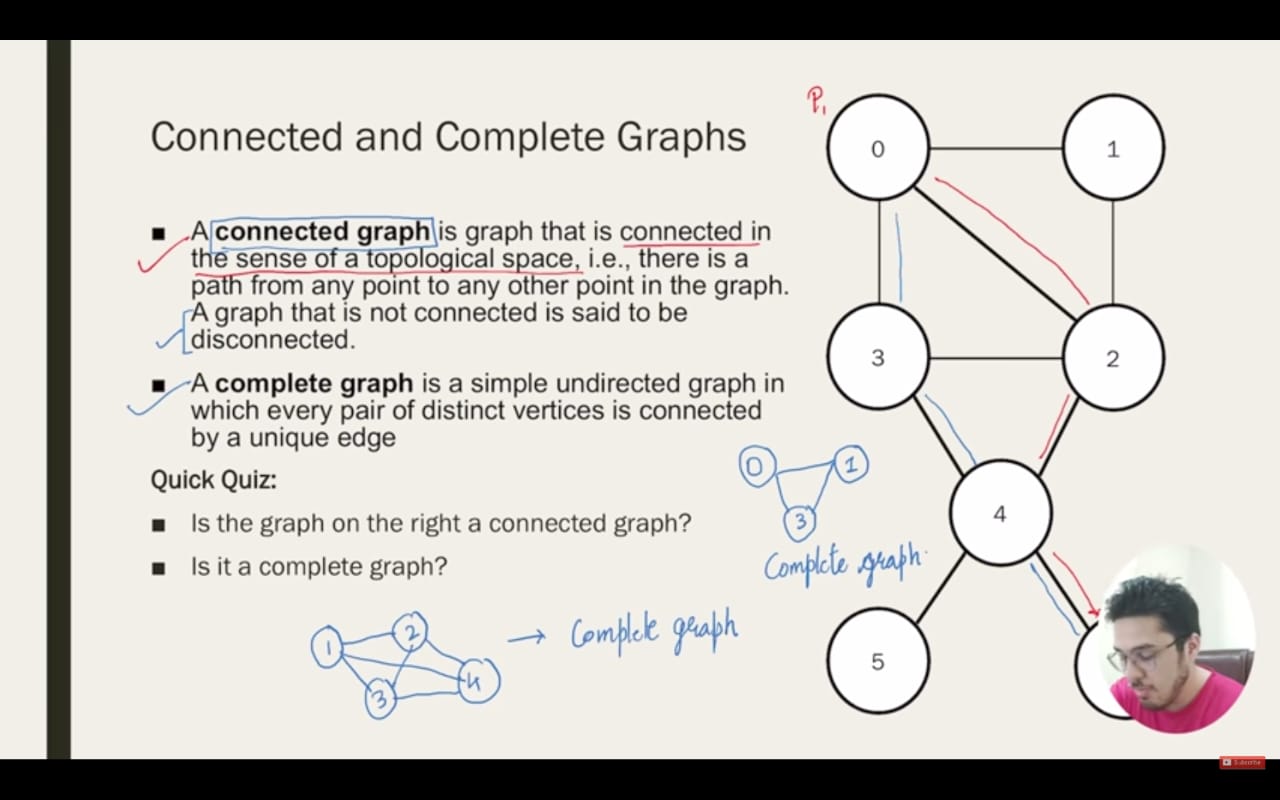 Connected and Complete Graphs
■ A connected graph is graph that is connected in
the sense of a topological space, i.e., there is a
path from any point to any other point in the graph.
A graph that is not connected is said to be
disconnected.
■ A complete graph is a simple undirected graph in
which every pair of distinct vertices is connected
by a unique edge
Quick Quiz:
■ Is the graph on the right a connected graph?
■ Is it a complete graph?
1
2
3
4
→ Complete graph
0
1
3
Complete graph
P₁
0
1
3
2
4
5
Subscribe